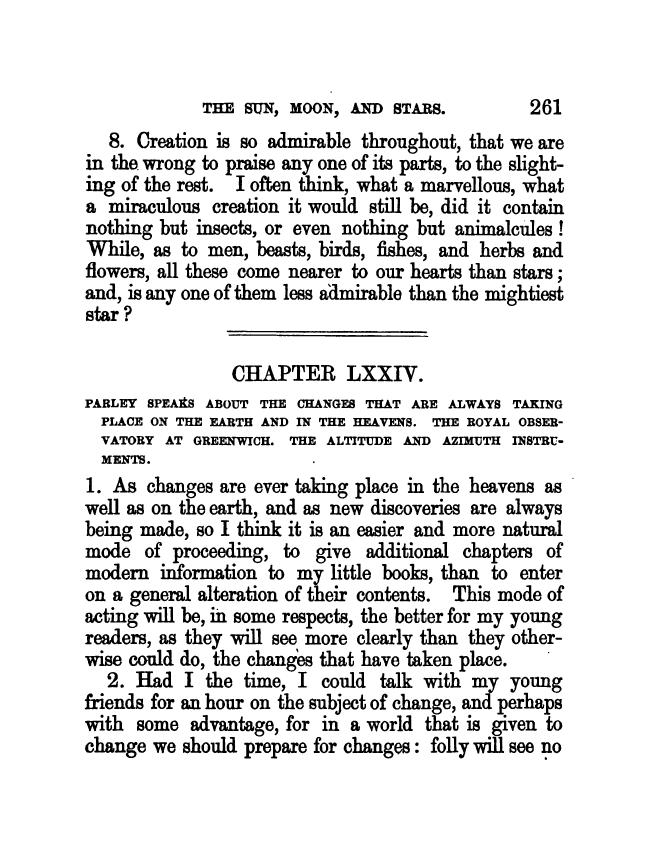 THE SUN, MOON, AND STARS. 261
8. Creation is so admirable throughout, that we are
in the wrong to praise any one of its parts, to the slight-
ing of the rest. I often think, what a marvellous, what
a miraculous creation it would still be, did it contain
nothing but insects, or even nothing but animalcules!
While, as to men, beasts, birds, fishes, and herbs and
flowers, all these come nearer to our hearts than stars;
and, is any one of them less admirable than the mightiest
star?
CHAPTER LXXIV.
PARLEY SPEAKS ABOUT THE CHANGES THAT ARE ALWAYS TAKING
PLACE ON THE EARTH AND IN THE HEAVENS. THE ROYAL OBSER-
VATORY AT GREENWICH. THE ALTITUDE AND AZIMUTH INSTRU-
MENTS.
1. As changes are ever taking place in the heavens as
well as on the earth, and as new discoveries are always
being made, so I think it is an easier and more natural
mode of proceeding, to give additional chapters of
modern information to my little books, than to enter
on a general alteration of their contents. This mode of
acting will be, in some respects, the better for my young
readers, as they will see more clearly than they other-
wise could do, the changes that have taken place.
2. Had I the time, I could talk with my young
friends for an hour on the subject of change, and perhaps
with some advantage, for in a world that is given to
change we should prepare for changes: folly will see no